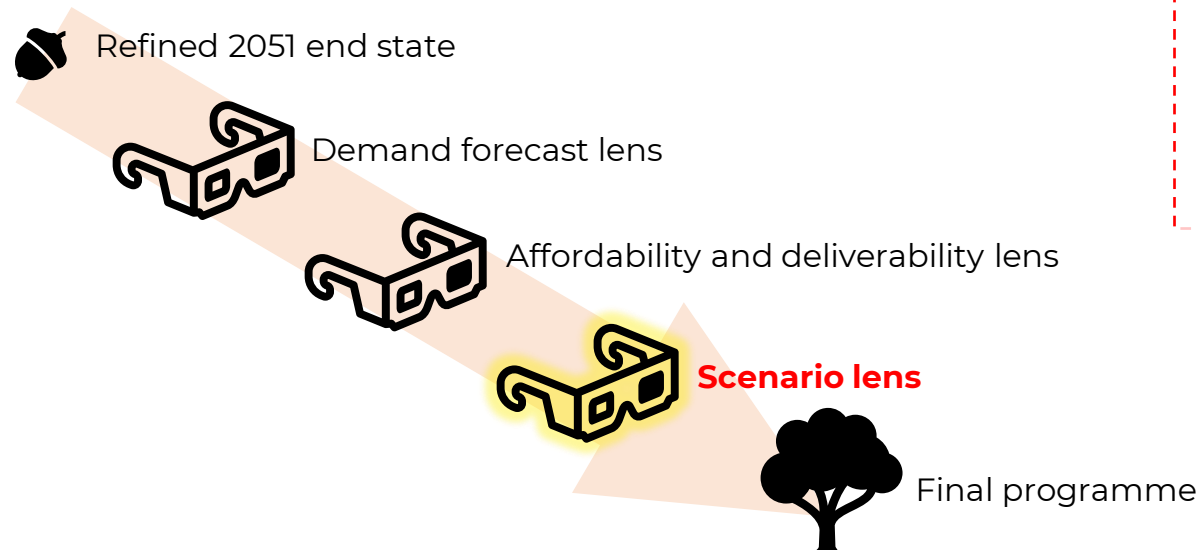 Refined 2051 end state
Demand forecast lens
Affordability and deliverability lens
Scenario lens
Final programme